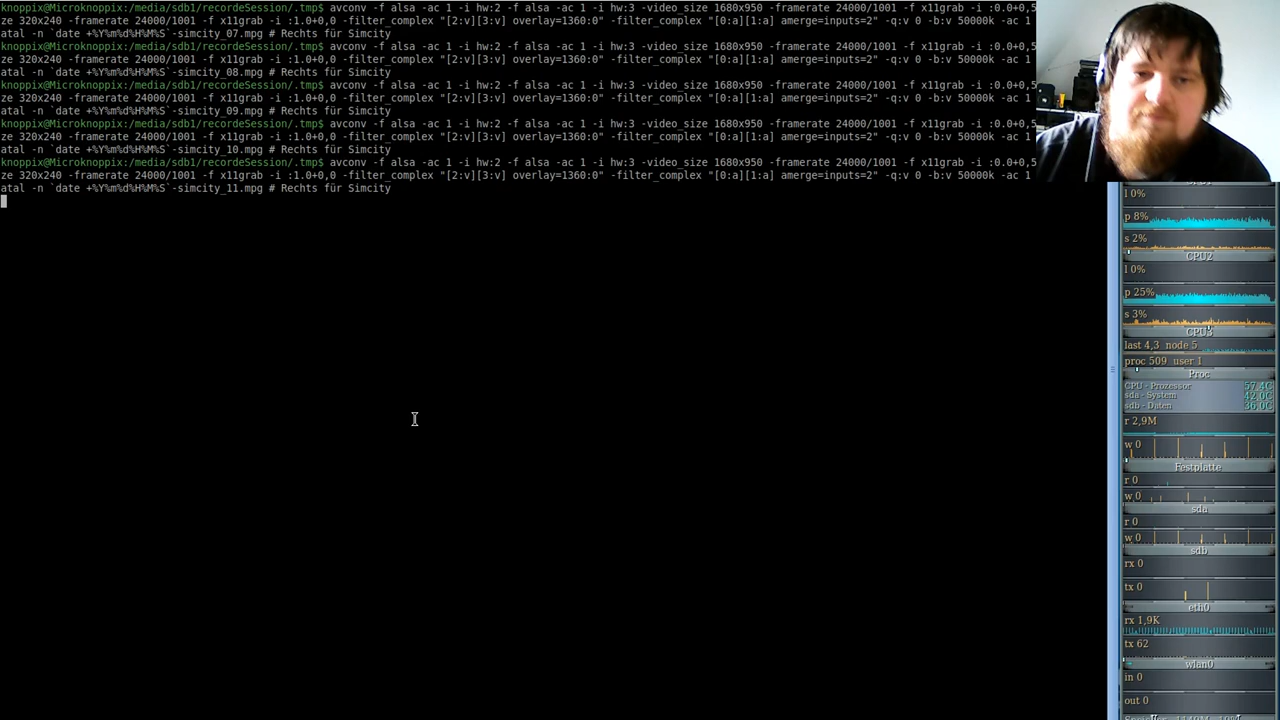 knoppix@Microknoppix:/media/sdb1/recordeSession/.tmp$ avconv -f alsa -ac 1 -i hw:2 -f alsa -ac 1 -i hw:3 -video_size 1680x950 -framerate 24000/1001 -f x11grab -i :0.0+0,5
ze 320x240 -framerate 24000/1001 -f x11grab -i :1.0+0,0 -filter_complex "[2:v][3:v] overlay=1360:0" -filter_complex "[0:a][1:a] amerge=inputs=2" -q:v 0 -b:v 50000k -ac 1
atal -n `date +%Y%m%d%H%M%S`-simcity_07.mpg # Rechts für Simcity
knoppix@Microknoppix:/media/sdb1/recordeSession/.tmp$ avconv -f alsa -ac 1 -i hw:2 -f alsa -ac 1 -i hw:3 -video_size 1680x950 -framerate 24000/1001 -f x11grab -i :0.0+0,5
ze 320x240 -framerate 24000/1001 -f x11grab -i :1.0+0,0 -filter_complex "[2:v][3:v] overlay=1360:0" -filter_complex "[0:a][1:a] amerge=inputs=2" -q:v 0 -b:v 50000k -ac 1
atal -n `date +%Y%m%d%H%M%S`-simcity_08.mpg # Rechts für Simcity
knoppix@Microknoppix:/media/sdb1/recordeSession/.tmp$ avconv -f alsa -ac 1 -i hw:2 -f alsa -ac 1 -i hw:3 -video_size 1680x950 -framerate 24000/1001 -f x11grab -i :0.0+0,5
ze 320x240 -framerate 24000/1001 -f x11grab -i :1.0+0,0 -filter_complex "[2:v][3:v] overlay=1360:0" -filter_complex "[0:a][1:a] amerge=inputs=2" -q:v 0 -b:v 50000k -ac 1
atal -n `date +%Y%m%d%H%M%S`-simcity_09.mpg # Rechts für Simcity
knoppix@Microknoppix:/media/sdb1/recordeSession/.tmp$ avconv -f alsa -ac 1 -i hw:2 -f alsa -ac 1 -i hw:3 -video_size 1680x950 -framerate 24000/1001 -f x11grab -i :0.0+0,5
ze 320x240 -framerate 24000/1001 -f x11grab -i :1.0+0,0 -filter_complex "[2:v][3:v] overlay=1360:0" -filter_complex "[0:a][1:a] amerge=inputs=2" -q:v 0 -b:v 50000k -ac 1
atal -n `date +%Y%m%d%H%M%S`-simcity_10.mpg # Rechts für Simcity
knoppix@Microknoppix:/media/sdb1/recordeSession/.tmp$ avconv -f alsa -ac 1 -i hw:2 -f alsa -ac 1 -i hw:3 -video_size 1680x950 -framerate 24000/1001 -f x11grab -i :0.0+0,5
ze 320x240 -framerate 24000/1001 -f x11grab -i :1.0+0,0 -filter_complex "[2:v][3:v] overlay=1360:0" -filter_complex "[0:a][1:a] amerge=inputs=2" -q:v 0 -b:v 50000k -ac 1
atal -n `date +%Y%m%d%H%M%S`-simcity_11.mpg # Rechts für Simcity
l 0%
p 8%
s 2%
CPU2
l 0%
p 25%
s 3%
CPU3
last 4,3 node 5
proc 509 user 1
Proc
CPU - Prozessor 57,4C
sda - System 42,0C
sdb - Daten 36,0C
r 2,9M
w 0
Festplatte
r 0
w 0
sda
r 0
w 0
sdb
rx 0
tx 0
eth0
rx 1,9K
tx 62
wlan0
in 0
out 0